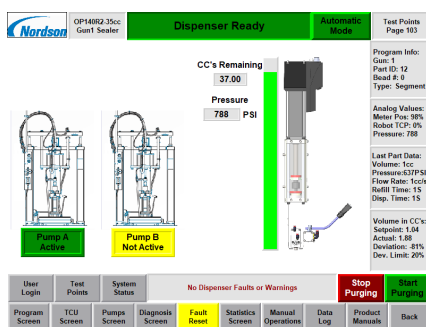 Nordson
OP140R2-35cc
Gun1 Sealer
Dispenser Ready
Automatic
Mode
Test Points
Page 103
CC's Remaining
37.00
Pressure
788 PSI
Pump A
Active
Pump B
Not Active
Program Info:
Gun: 1
Part ID: 12
Bead #: 0
Type: Segment
Analog Values:
Meter Pos: 98%
Robot TCP: 0%
Pressure: 788
Last Part Data:
Volume: 1cc
Pressure:637PSI
Flow Rate: 1cc/s
Refill Time: 1S
Disp. Time: 1S
Volume in CC's:
Setpoint: 1.04
Actual: 1.88
Deviation: -81%
Dev. Limit: 20%
User
Login
Test
Points
System
Status
No Dispenser Faults or Warnings
Stop
Purging
Start
Purging
Program
Screen
TCU
Screen
Pumps
Screen
Diagnosis
Screen
Fault
Reset
Statistics
Screen
Manual
Operations
Data
Log
Product
Manuals
Back